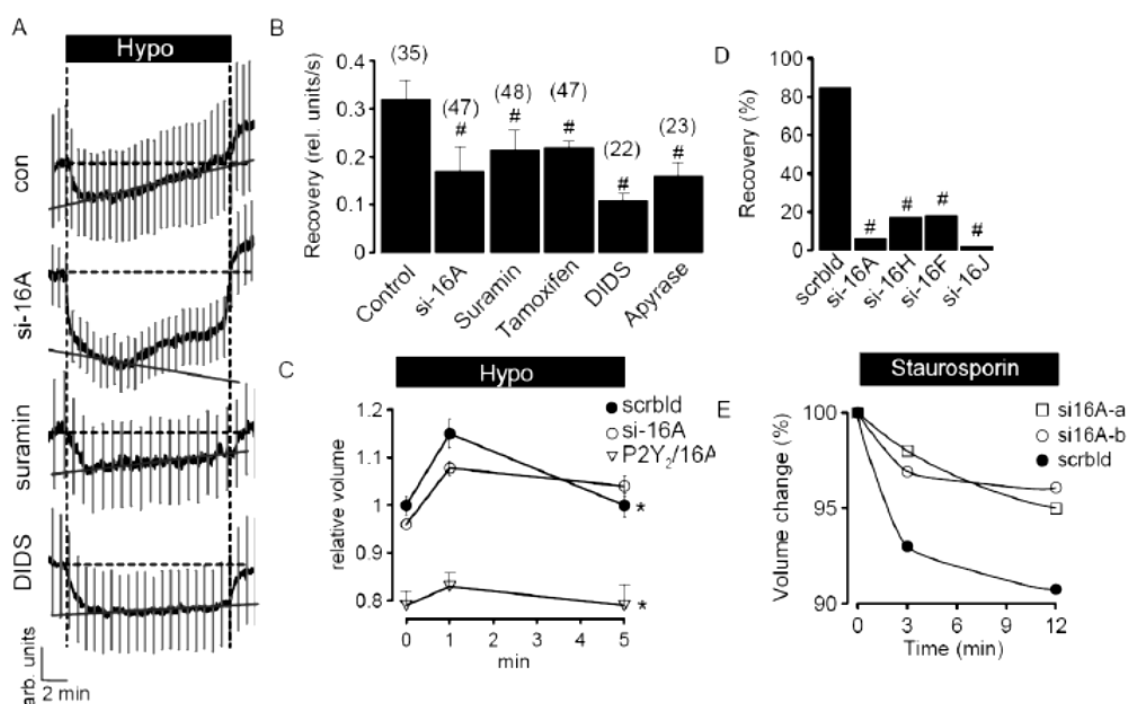 A
Hypo
con
si-16A
suramin
DIDS
arb. units
2 min
B
Recovery (rel. units/s)
0.4
0.3
0.2
0.1
0
(35)
(47)
#
(48)
#
(47)
#
(22)
#
(23)
#
Control
si-16A
Suramin
Tamoxifen
DIDS
Apyrase
C
Hypo
relative volume
1.2
1.1
1
0.9
0.8
scrbld
si-16A
P2Y2/16A
*
*
0 1 2 3 4 5
min
D
Recovery (%)
100
80
60
40
20
0
#
#
#
#
scrbld
si-16A
si-16H
si-16F
si-16J
E
Staurosporin
Volume change (%)
100
95
90
si16A-a
si16A-b
scrbld
0 3 6 9 12
Time (min)